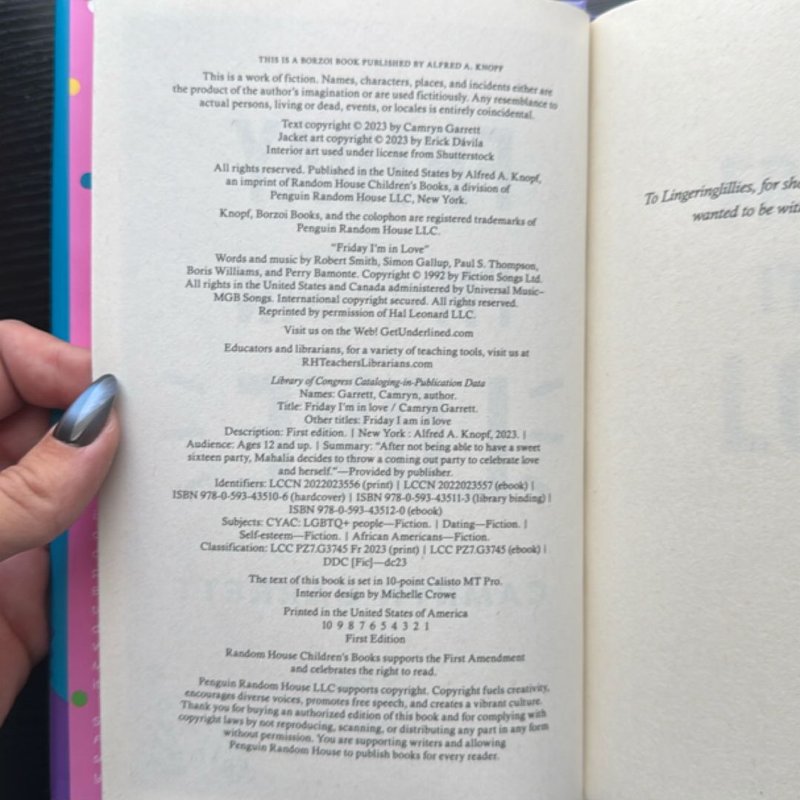 THIS IS A BORZOI BOOK PUBLISHED BY ALFRED A. KNOPF
This is a work of fiction. Names, characters, places, and incidents either are
the product of the author's imagination or are used fictitiously. Any resemblance to
actual persons, living or dead, events, or locales is entirely coincidental.
Text copyright © 2023 by Camryn Garrett
Jacket art copyright © 2023 by Erick Dávila
Interior art used under license from Shutterstock
All rights reserved. Published in the United States by Alfred A. Knopf,
an imprint of Random House Children's Books, a division of
Penguin Random House LLC, New York.
Knopf, Borzoi Books, and the colophon are registered trademarks of
Penguin Random House LLC.
"Friday I'm in Love"
Words and music by Robert Smith, Simon Gallup, Paul S. Thompson,
Boris Williams, and Perry Bamonte. Copyright © 1992 by Fiction Songs Ltd.
All rights in the United States and Canada administered by Universal Music–
MGB Songs. International copyright secured. All rights reserved.
Reprinted by permission of Hal Leonard LLC.
Visit us on the Web! GetUnderlined.com
Educators and librarians, for a variety of teaching tools, visit us at
RHTeachersLibrarians.com
Library of Congress Cataloging-in-Publication Data
Names: Garrett, Camryn, author.
Title: Friday I'm in love / Camryn Garrett.
Other titles: Friday I am in love
Description: First edition. | New York : Alfred A. Knopf, 2023. |
Audience: Ages 12 and up. | Summary: "After not being able to have a sweet
sixteen party, Mahalia decides to throw a coming out party to celebrate love
and herself."—Provided by publisher.
Identifiers: LCCN 2022023556 (print) | LCCN 2022023557 (ebook) |
ISBN 978-0-593-43510-6 (hardcover) | ISBN 978-0-593-43511-3 (library binding) |
ISBN 978-0-593-43512-0 (ebook)
Subjects: CYAC: LGBTQ+ people—Fiction. | Dating—Fiction. |
Self-esteem—Fiction. | African Americans—Fiction.
Classification: LCC PZ7.G3745 Fr 2023 (print) | LCC PZ7.G3745 (ebook) |
DDC [Fic]—dc23
The text of this book is set in 10-point Calisto MT Pro.
Interior design by Michelle Crowe
Printed in the United States of America
10 9 8 7 6 5 4 3 2 1
First Edition
Random House Children's Books supports the First Amendment
and celebrates the right to read.
Penguin Random House LLC supports copyright. Copyright fuels creativity,
encourages diverse voices, promotes free speech, and creates a vibrant culture.
Thank you for buying an authorized edition of this book and for complying with
copyright laws by not reproducing, scanning, or distributing any part in any form
without permission. You are supporting writers and allowing
Penguin Random House to publish books for every reader.
To Lingeringlillies, for sh
wanted to be wit